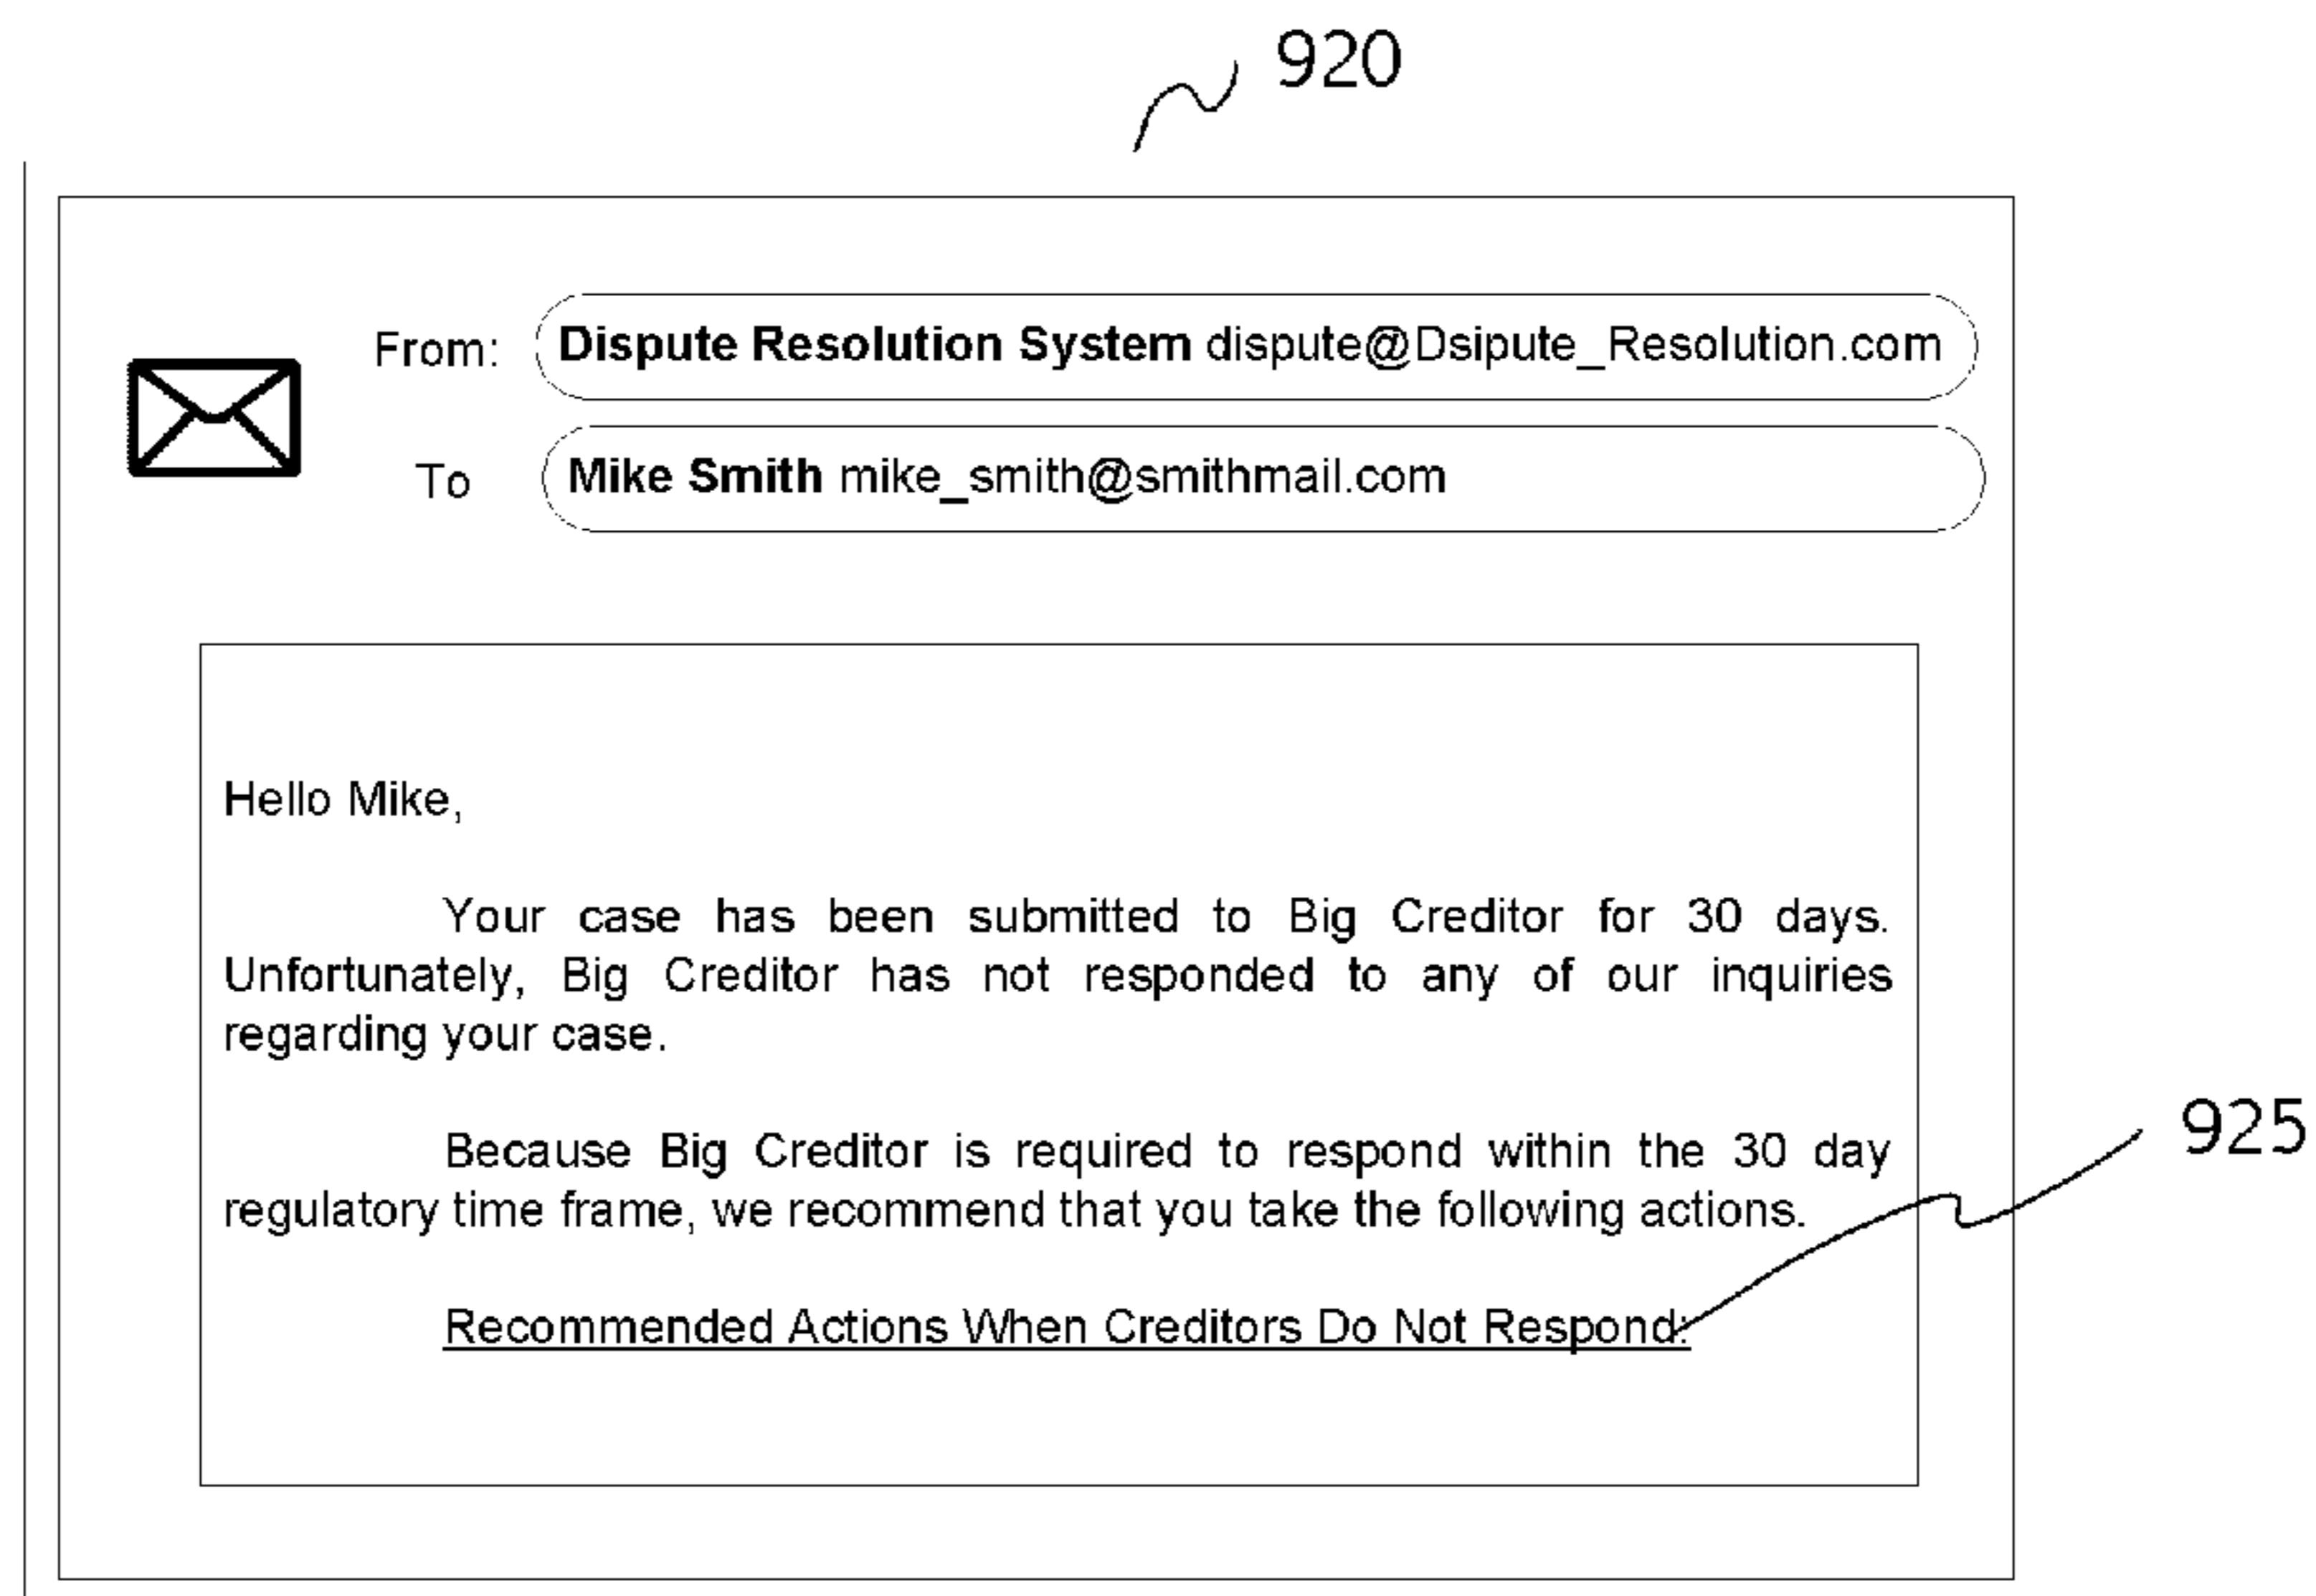 920
From: Dispute Resolution System dispute@Dsipute_Resolution.com
To Mike Smith mike_smith@smithmail.com
Hello Mike,
Your case has been submitted to Big Creditor for 30 days.
Unfortunately, Big Creditor has not responded to any of our inquiries
regarding your case.
Because Big Creditor is required to respond within the 30 day
regulatory time frame, we recommend that you take the following actions.
925
Recommended Actions When Creditors Do Not Respond: